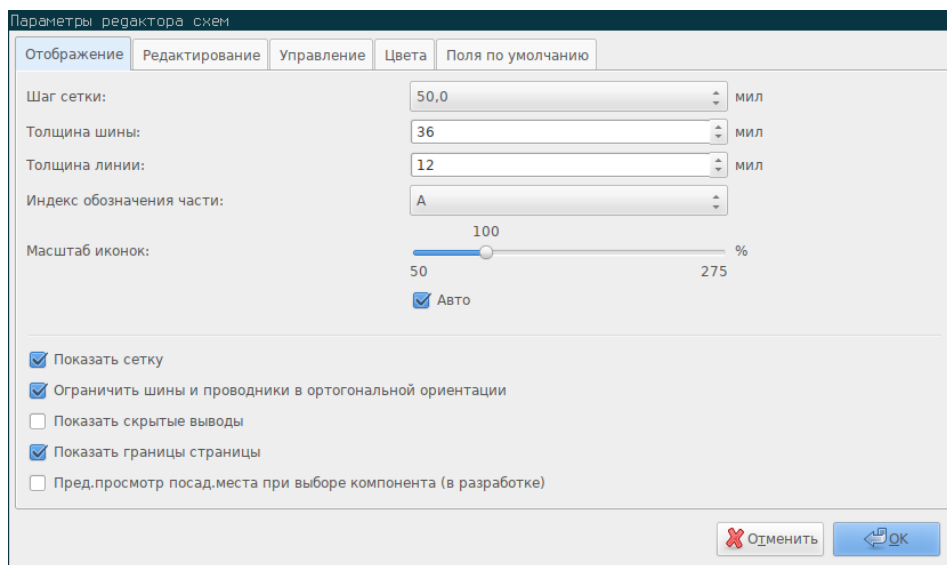 Параметры редактора схем
Отображение Редактирование Управление Цвета Поля по умолчанию
Шаг сетки: 50,0 мил
Толщина шины: 36 мил
Толщина линии: 12 мил
Индекс обозначения части: A
100
Масштаб иконок: %
50 275
Авто
Показать сетку
Ограничить шины и проводники в ортогональной ориентации
Показать скрытые выводы
Показать границы страницы
Пред.просмотр посад.места при выборе компонента (в разработке)
Отменить OK